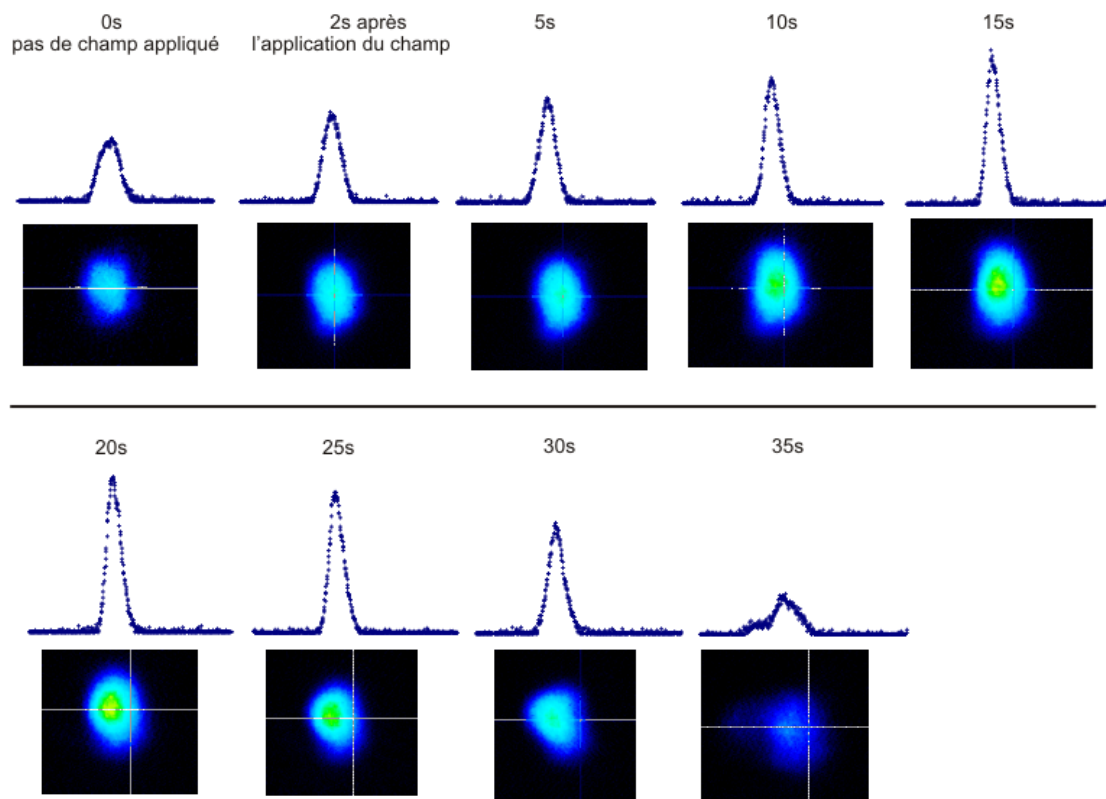 0s
pas de champ appliqué
2s après
l'application du champ
5s
10s
15s
20s
25s
30s
35s